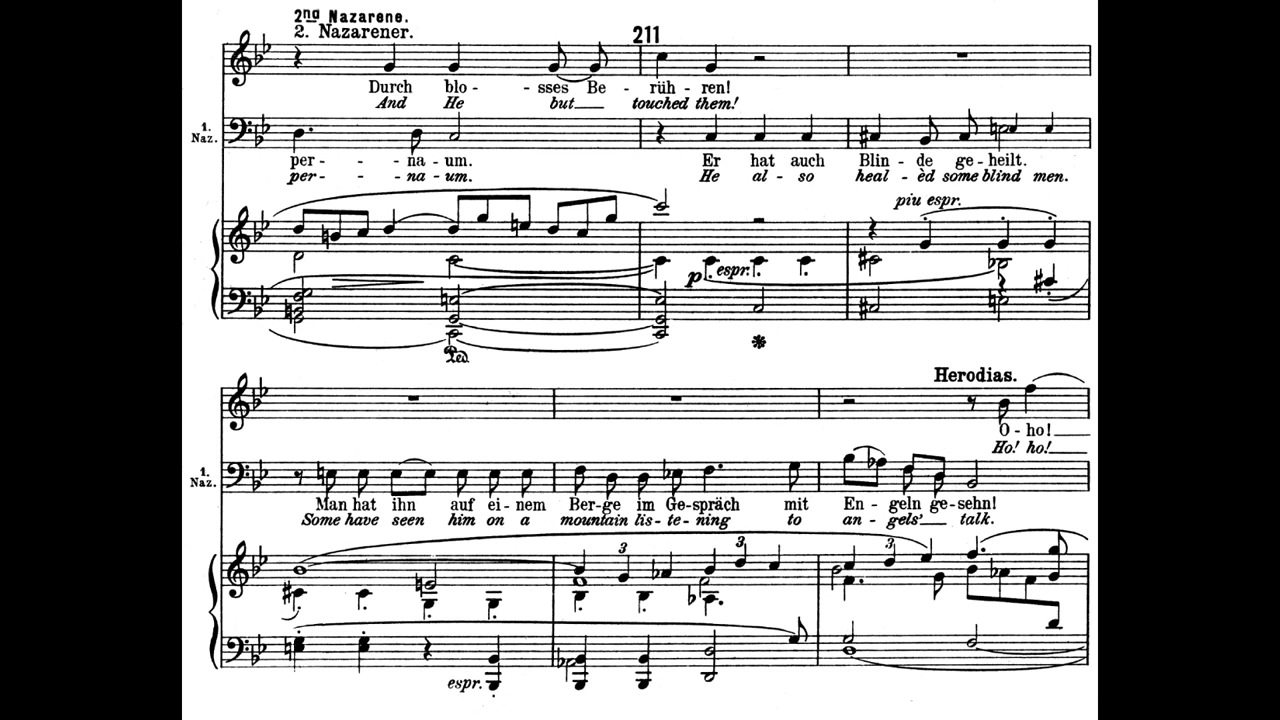 2nd Nazarene.
2. Nazarener.
211
Durch blo - - sses Be - rüh - ren!
And He but touched them!
1.
Naz.
per - - - na - um. Er hat auch Blin - de ge - heilt.
per - - - na - um. He al - so heal - èd some blind men.
piu espr.
p espr.
Ped.
Herodias.
O - ho!
Ho! ho!
1.
Naz.
Man hat ihn auf ei - nem Ber - ge im Ge - spräch mit En - geln ge - sehn!
Some have seen him on a mountain lis - te - ning to an - gels' talk.
3 3 3
espr.